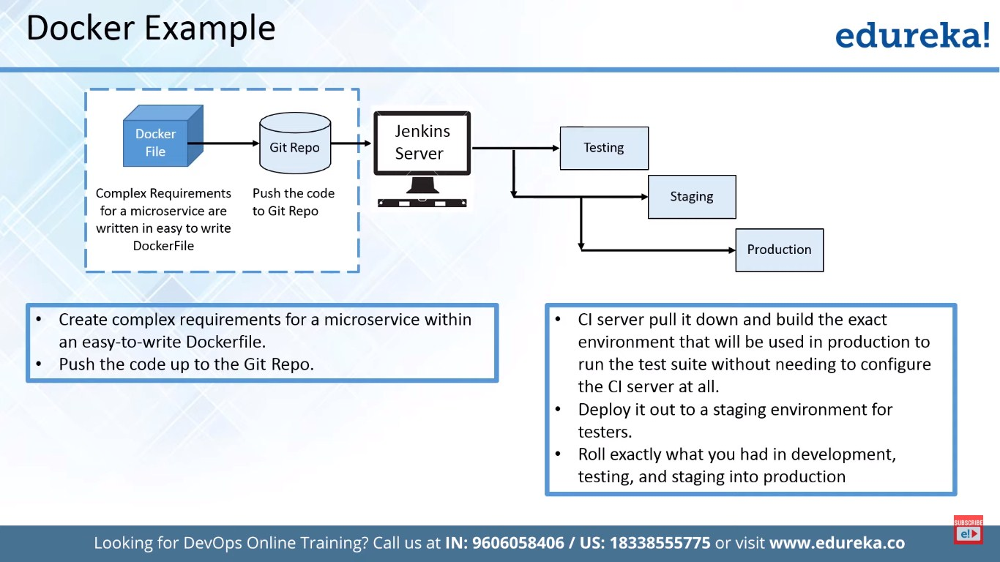 Docker Example
edureka!
Docker
File
Git Repo
Jenkins
Server
Testing
Staging
Production
Complex Requirements
for a microservice are
written in easy to write
DockerFile
Push the code
to Git Repo
• Create complex requirements for a microservice within
an easy-to-write Dockerfile.
• Push the code up to the Git Repo.
• CI server pull it down and build the exact
environment that will be used in production to
run the test suite without needing to configure
the CI server at all.
• Deploy it out to a staging environment for
testers.
• Roll exactly what you had in development,
testing, and staging into production
SUBSCRIBE
e!
Looking for DevOps Online Training? Call us at IN: 9606058406 / US: 18338555775 or visit www.edureka.co